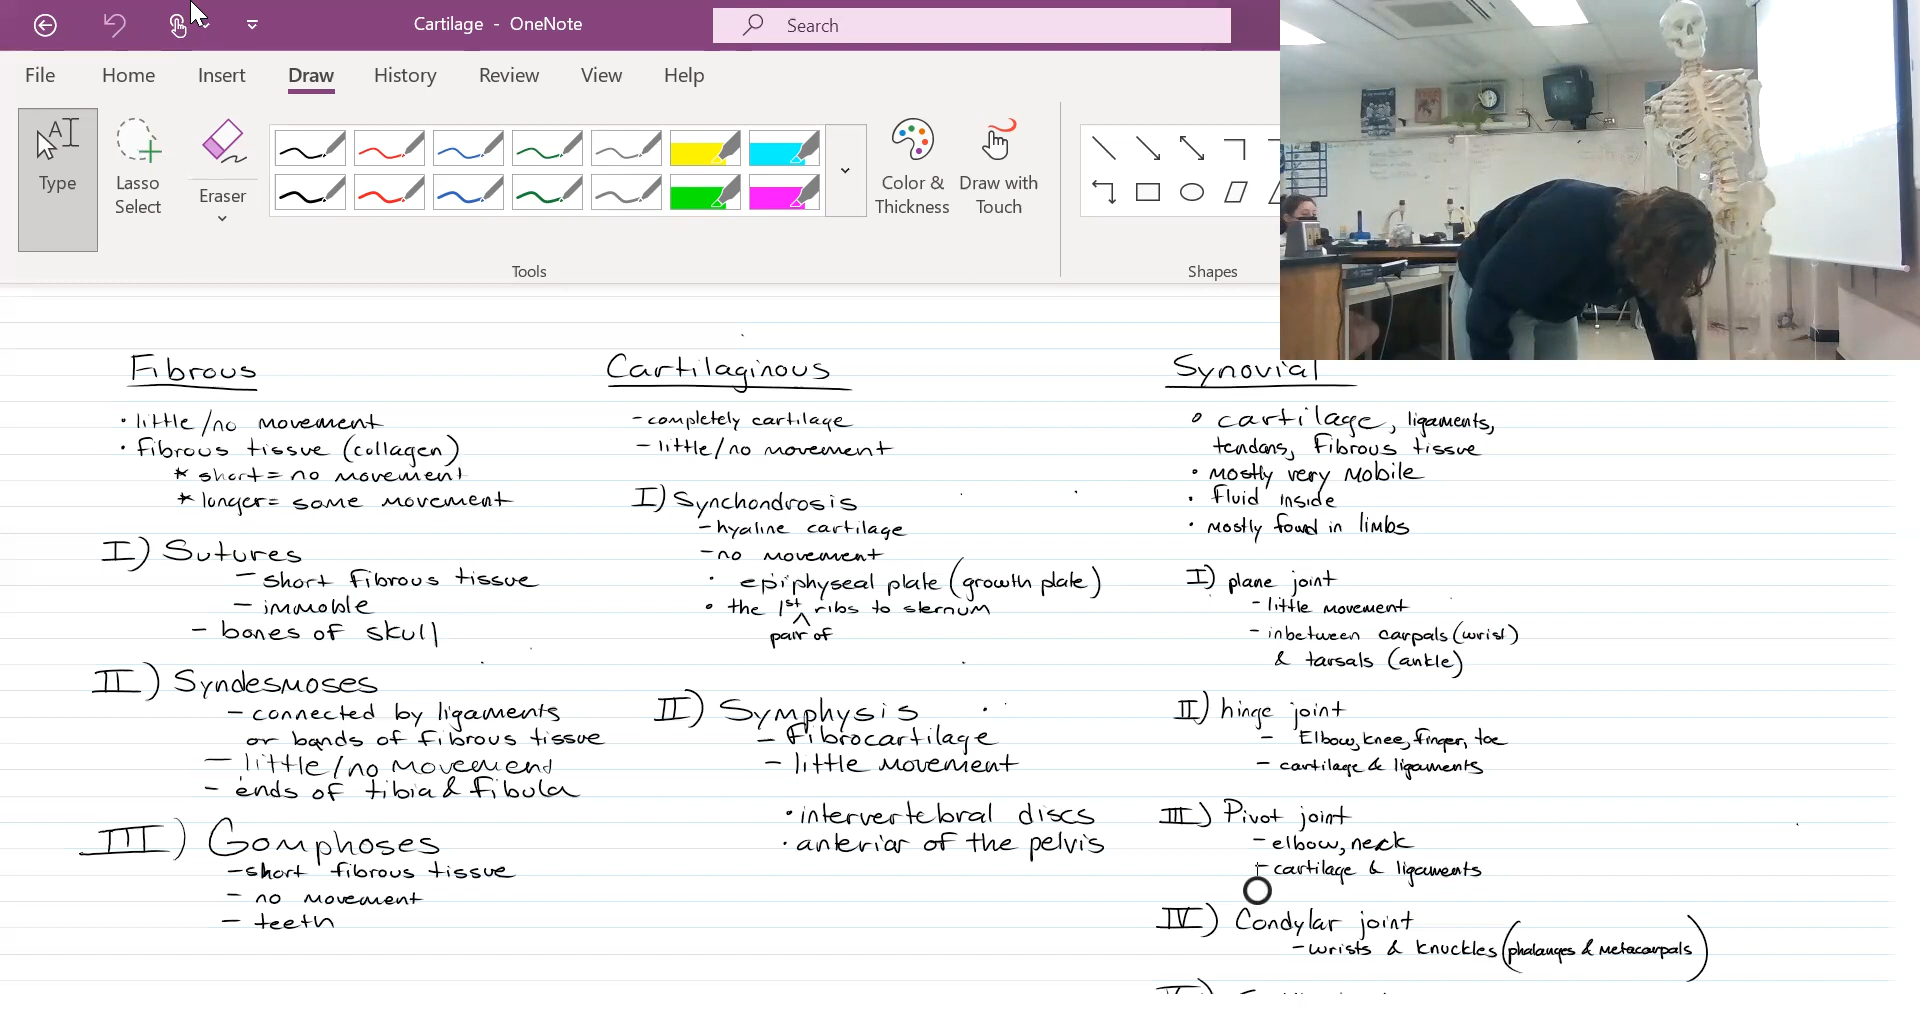 Cartilage - OneNote
Search
File Home Insert Draw History Review View Help
Type
Lasso Select
Eraser
Color & Thickness
Draw with Touch
Tools
Shapes
Fibrous
• little/no movement
• Fibrous tissue (collagen)
* short = no movement
* longer = some movement
I) Sutures
- short fibrous tissue
- immoble
- bones of skull
II) Syndesmoses
- connected by ligaments
or bands of fibrous tissue
- little/no movement
- ends of tibia & fibula
III) Gomphoses
- short fibrous tissue
- no movement
- teeth
Cartilaginous
- completely cartilage
- little/no movement
I) Synchondrosis
- hyaline cartilage
- no movement
• epiphyseal plate (growth plate)
• the 1st ^ ribs to sternum
pair of
II) Symphysis
- fibrocartilage
- little movement
• intervertebral discs
• anterior of the pelvis
Synovial
• cartilage, ligaments,
tendons, fibrous tissue
• mostly very mobile
• Fluid inside
• mostly found in limbs
I) plane joint
- little movement
- inbetween carpals (wrist)
& tarsals (ankle)
II) hinge joint
- Elbow, knee, finger, toe
- cartilage & ligaments
III) Pivot joint
- elbow, neck
- cartilage & ligaments
IV) Condylar joint
- wrists & knuckles (phalanges & metacarpals)